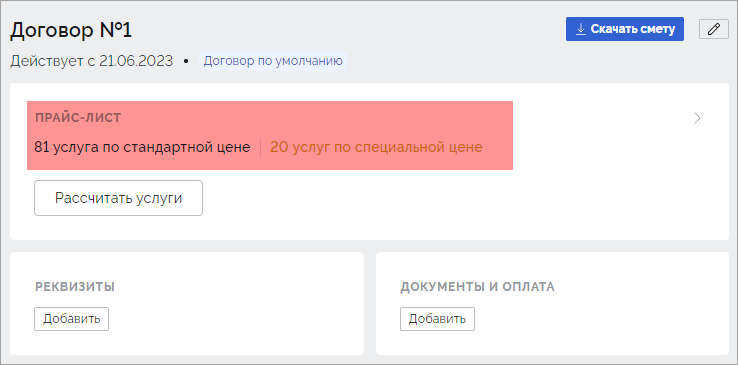 Договор №1
Скачать смету
Действует с 21.06.2023 • Договор по умолчанию
ПРАЙС-ЛИСТ
81 услуга по стандартной цене | 20 услуг по специальной цене
Рассчитать услуги
РЕКВИЗИТЫ
Добавить
ДОКУМЕНТЫ И ОПЛАТА
Добавить